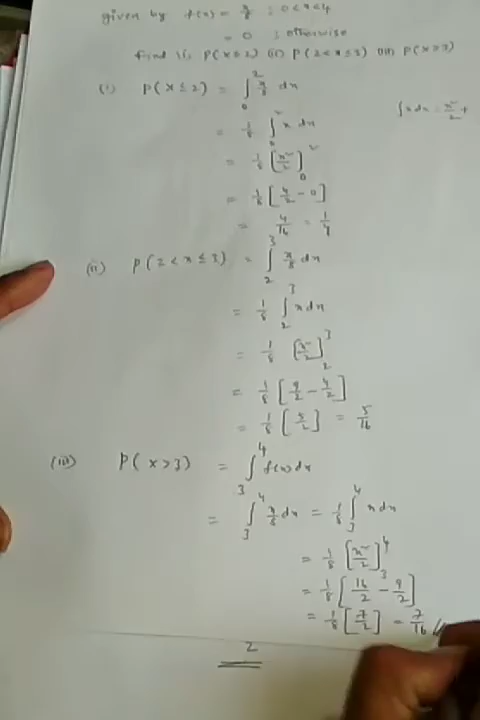 given by f(x) = x/8 ; 0 < x < 4
= 0 ; otherwise
Find (i) P(x ≤ 2) (ii) P(2 < x ≤ 3) (iii) P(x > 3)
(i) P(x ≤ 2) = ∫₀² x/8 dx
∫x dx = x²/2 +
= 1/8 ∫₀² x dx
= 1/8 [x²/2]₀²
= 1/8 [4/2 - 0]
= 4/16 = 1/4
(ii) P(2 < x ≤ 3) = ∫₂³ x/8 dx
= 1/8 ∫₂³ x dx
= 1/8 [x²/2]₂³
= 1/8 [9/2 - 4/2]
= 1/8 [5/2] = 5/16
(iii) P(x > 3) = ∫₃⁴ f(x) dx
= ∫₃⁴ x/8 dx = 1/8 ∫₃⁴ x dx
= 1/8 [x²/2]₃⁴
= 1/8 [16/2 - 9/2]
= 1/8 [7/2] = 7/16 //
2